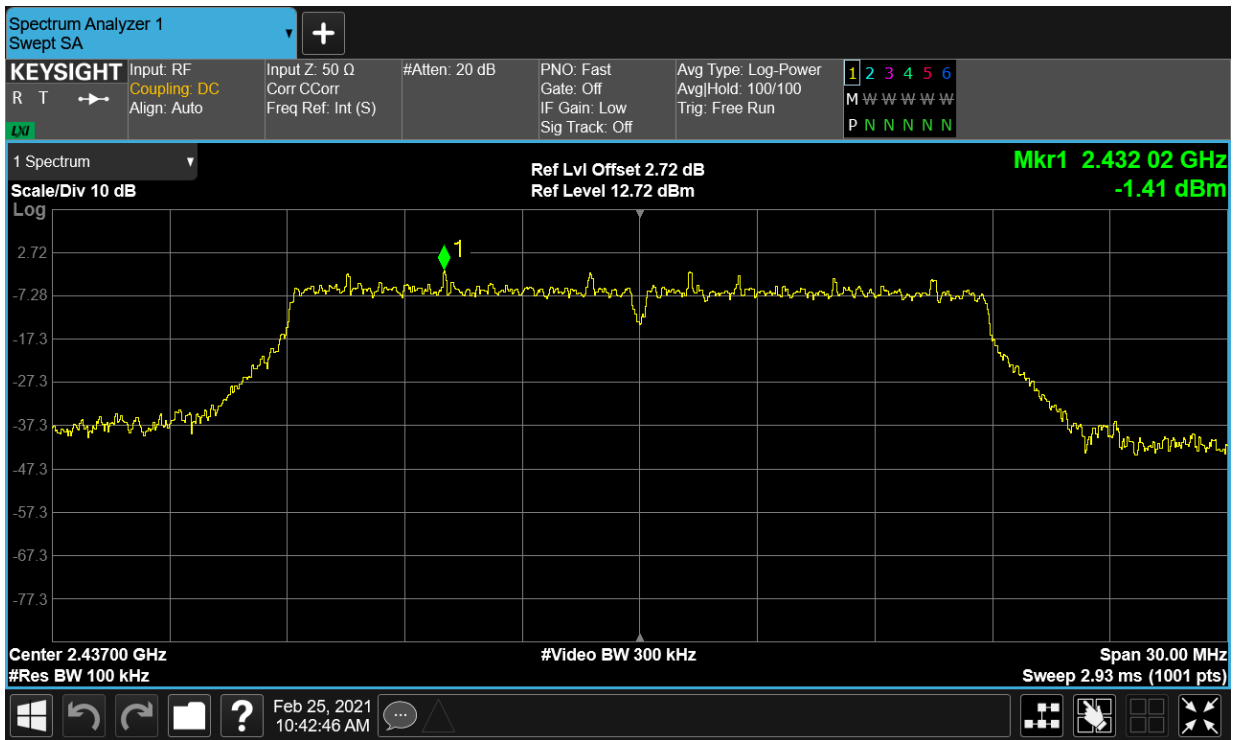 Spectrum Analyzer 1
Swept SA
▼
+
KEYSIGHT
R T
LXI
Input: RF
Coupling: DC
Align: Auto
Input Z: 50 Ω
Corr CCorr
Freq Ref: Int (S)
#Atten: 20 dB
PNO: Fast
Gate: Off
IF Gain: Low
Sig Track: Off
Avg Type: Log-Power
Avg|Hold: 100/100
Trig: Free Run
1 2 3 4 5 6
M W W W W W
P N N N N N
1 Spectrum ▼
Scale/Div 10 dB
Log
Ref Lvl Offset 2.72 dB
Ref Level 12.72 dBm
Mkr1 2.432 02 GHz
-1.41 dBm
1
2.72
-7.28
-17.3
-27.3
-37.3
-47.3
-57.3
-67.3
-77.3
Center 2.43700 GHz
#Res BW 100 kHz
#Video BW 300 kHz
Span 30.00 MHz
Sweep 2.93 ms (1001 pts)
?
Feb 25, 2021
10:42:46 AM